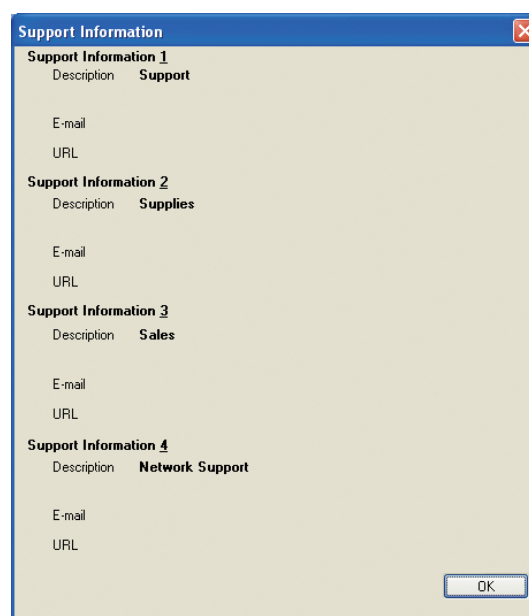 Support Information
Support Information 1
Description Support
E-mail
URL
Support Information 2
Description Supplies
E-mail
URL
Support Information 3
Description Sales
E-mail
URL
Support Information 4
Description Network Support
E-mail
URL
OK